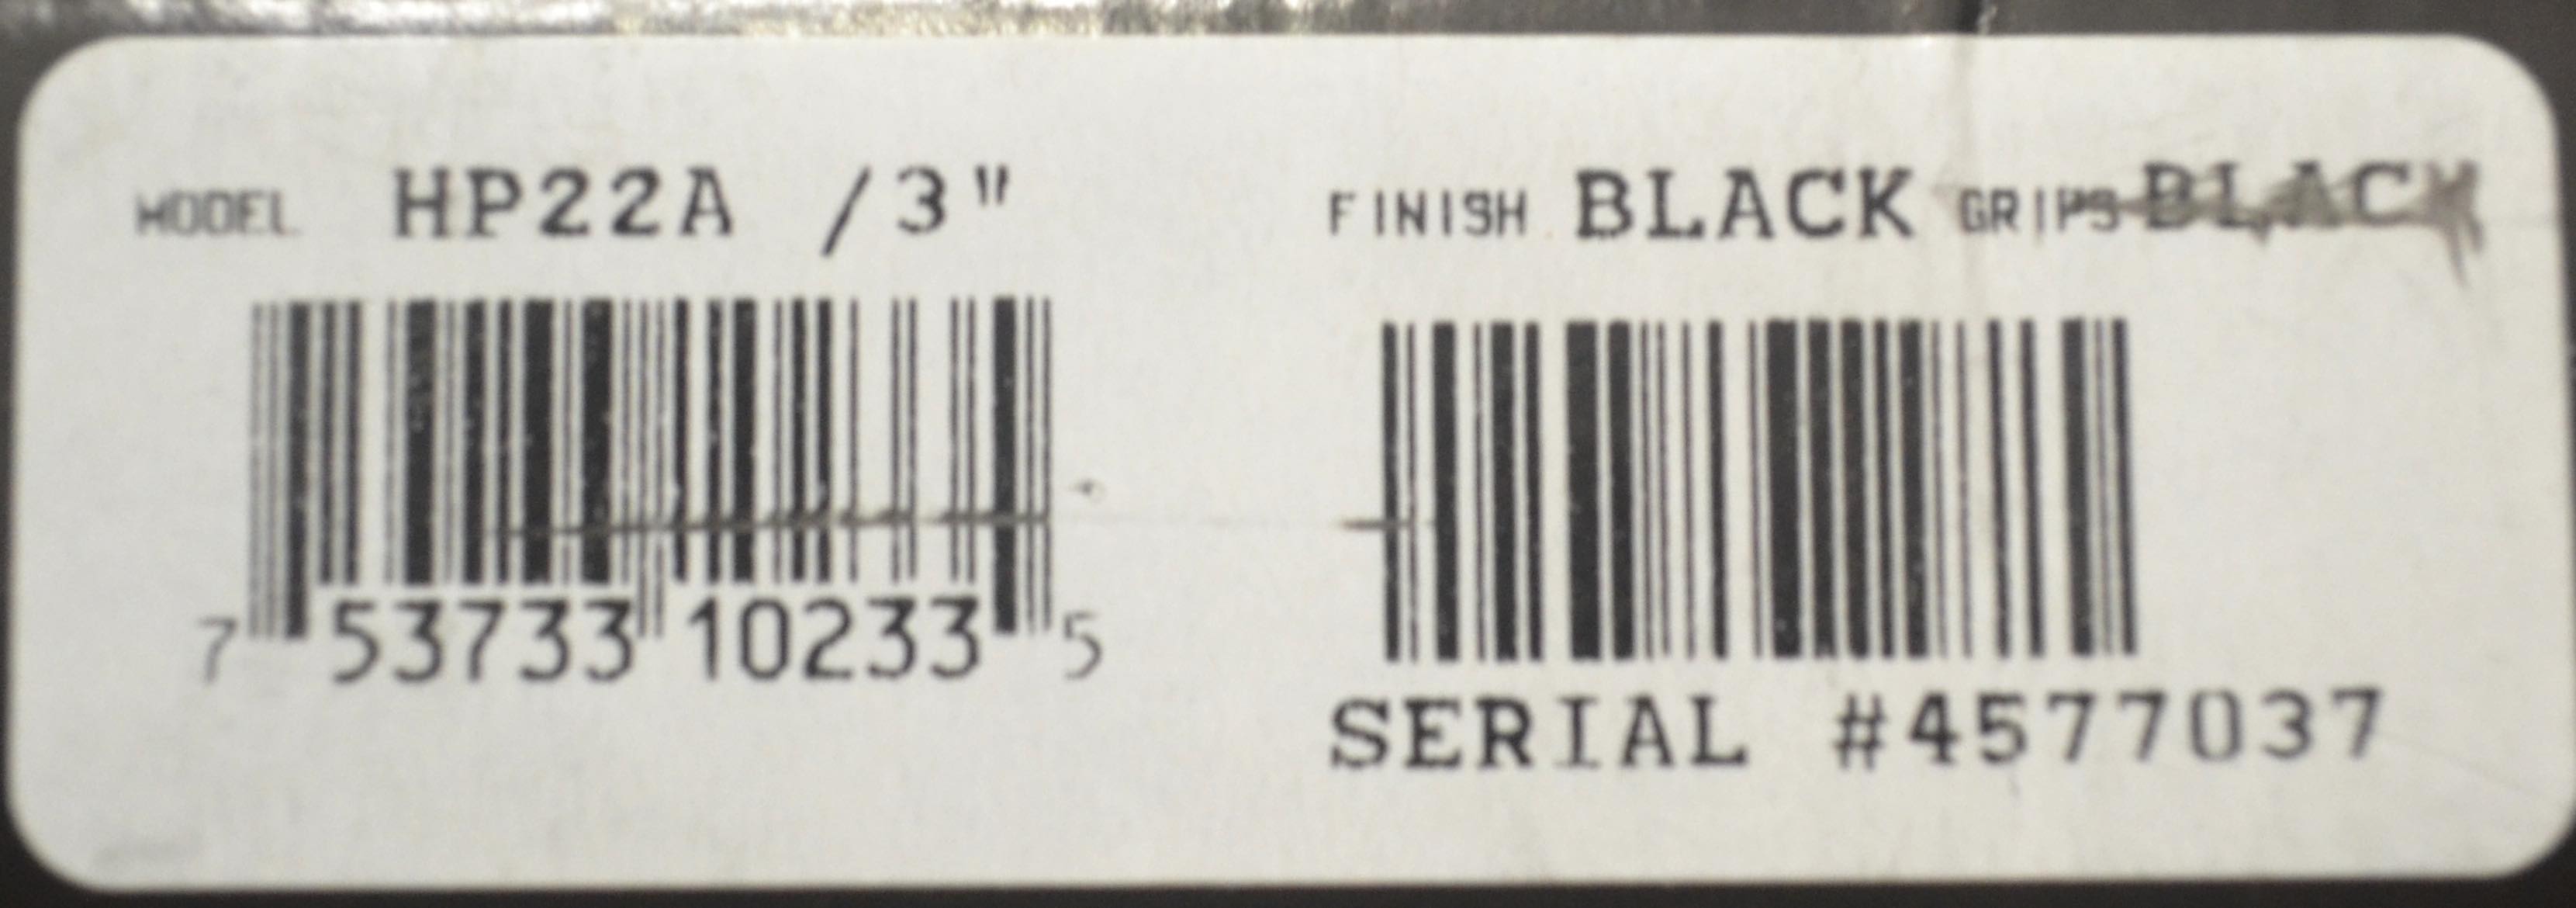 MODEL HP22A /3" FINISH BLACK GRIPS BLACK
7 53733 10233 5
SERIAL #4577037